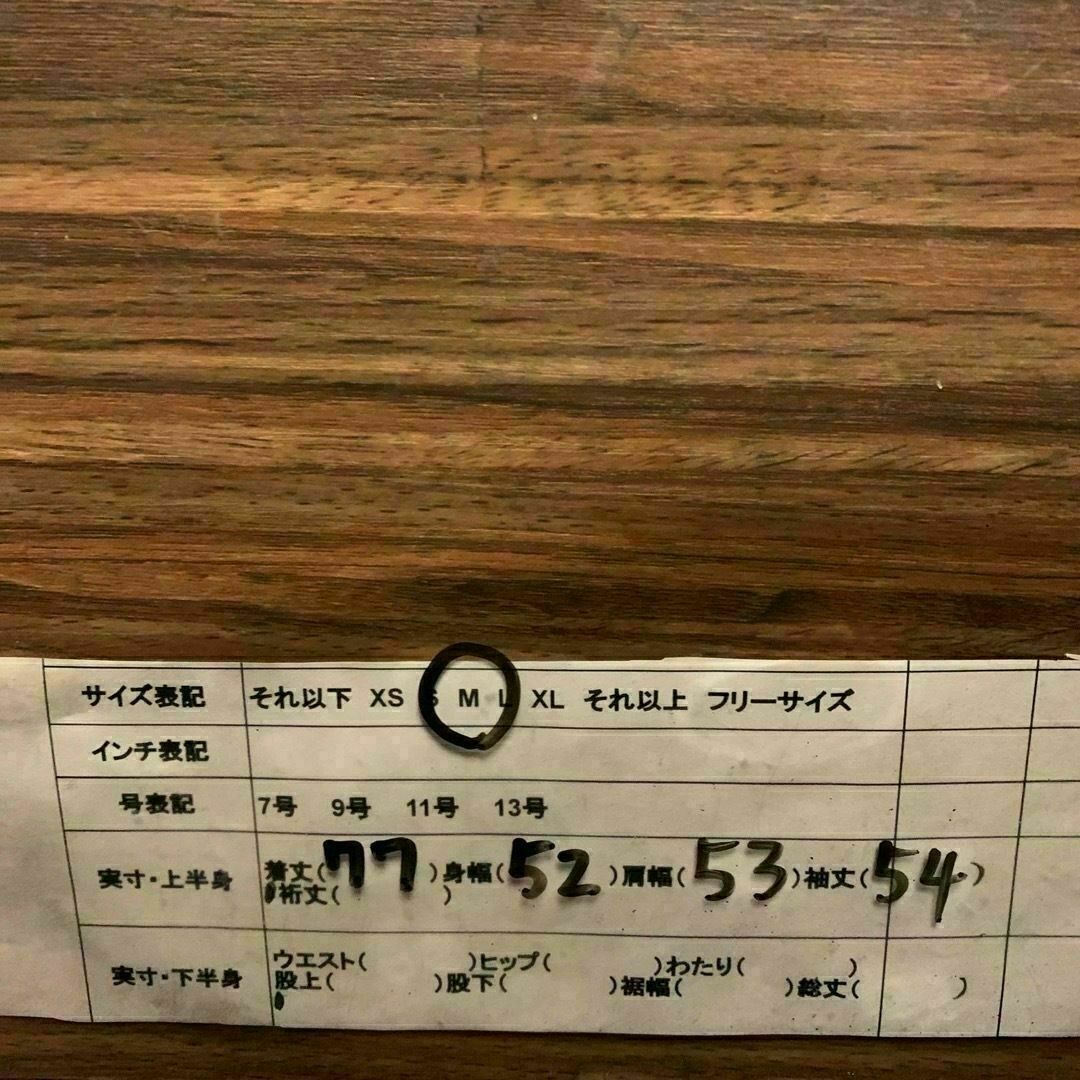 サイズ表記 それ以下 XS S M L XL それ以上 フリーサイズ
インチ表記
号表記 7号 9号 11号 13号
実寸・上半身 着丈(77)身幅(52)肩幅(53)袖丈(54)
裄丈( )
実寸・下半身 ウエスト( )ヒップ( )わたり( )
股上( )股下( )裾幅( )総丈( )